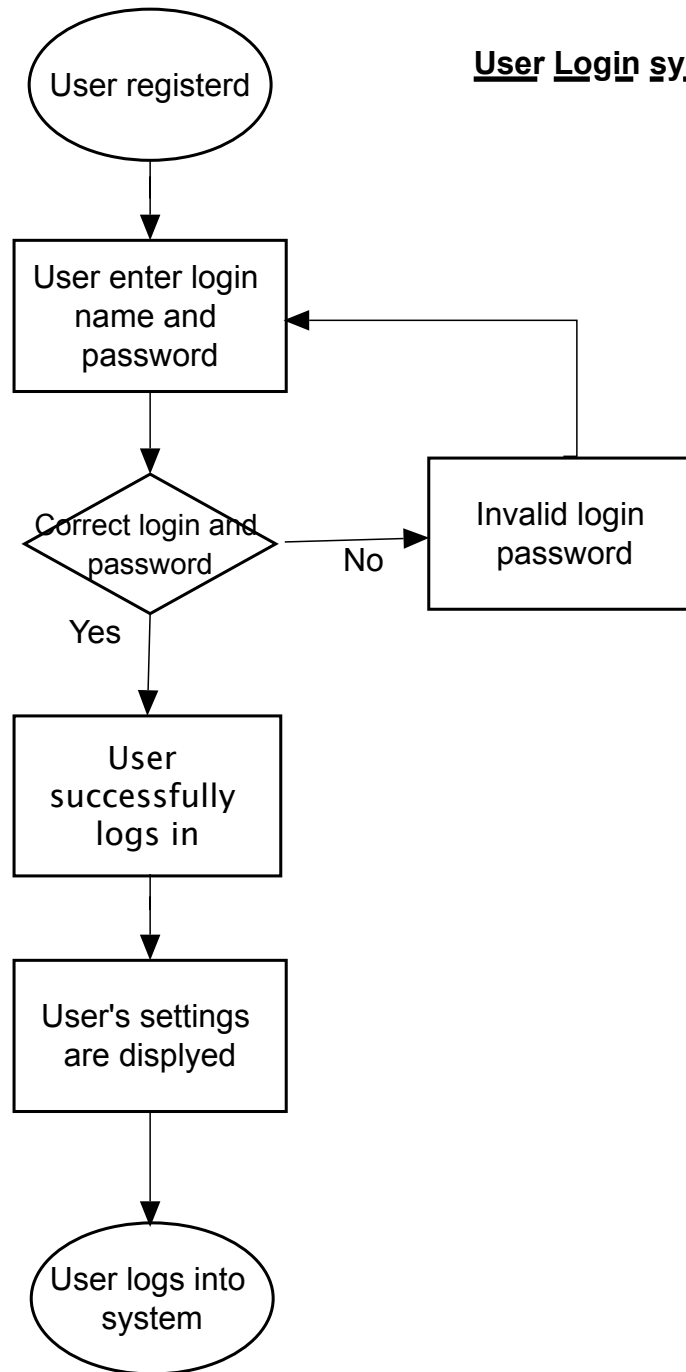 User registerd
User Login sy
User enter login
name and
password
Correct login and
password
No
Invalid login
password
Yes
User
successfully
logs in
User's settings
are displyed
User logs into
system